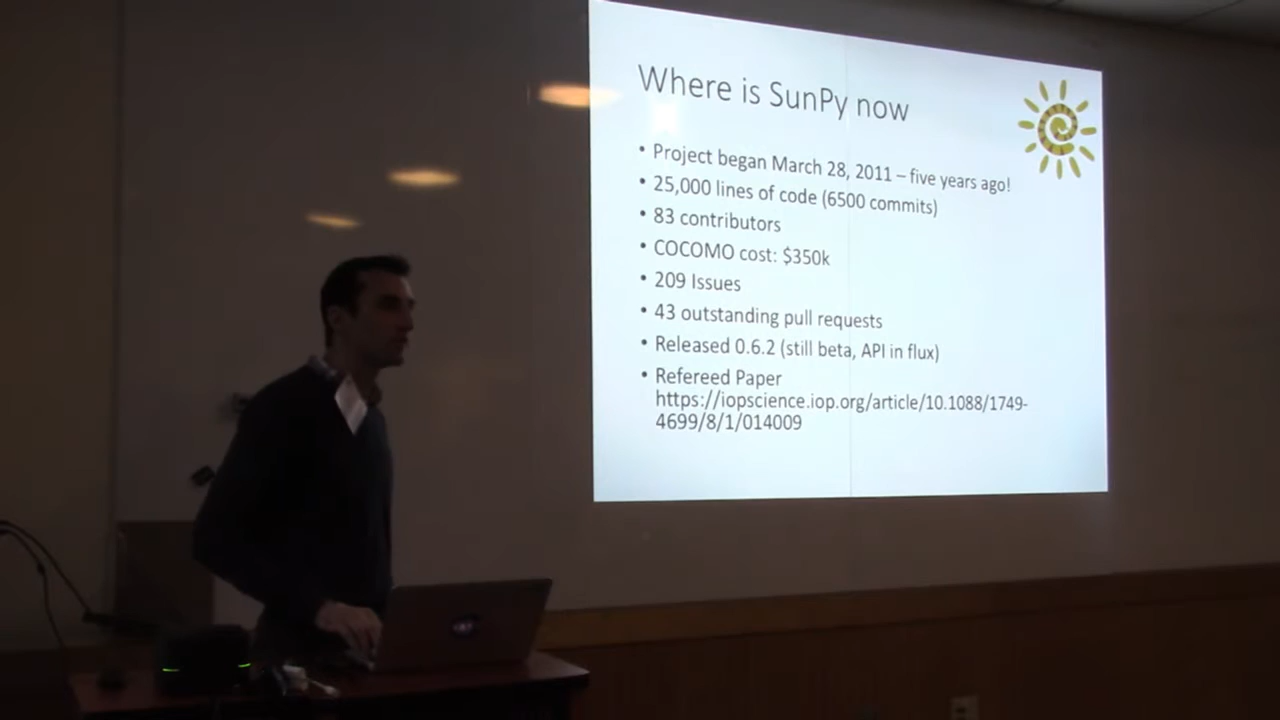 Where is SunPy now
• Project began March 28, 2011 – five years ago!
• 25,000 lines of code (6500 commits)
• 83 contributors
• COCOMO cost: $350k
• 209 Issues
• 43 outstanding pull requests
• Released 0.6.2 (still beta, API in flux)
• Refereed Paper
https://iopscience.iop.org/article/10.1088/1749-
4699/8/1/014009